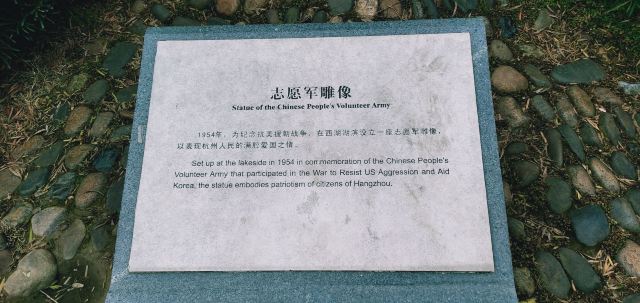 志愿军雕像
Statue of the Chinese People's Volunteer Army
1954年，为纪念抗美援朝战争，在西湖湖滨设立一座志愿军雕像，
以表现杭州人民的满腔爱国之情。
Set up at the lakeside in 1954 in commemoration of the Chinese People's
Volunteer Army that participated in the War to Resist US Aggression and Aid
Korea, the statue embodies patriotism of citizens of Hangzhou.